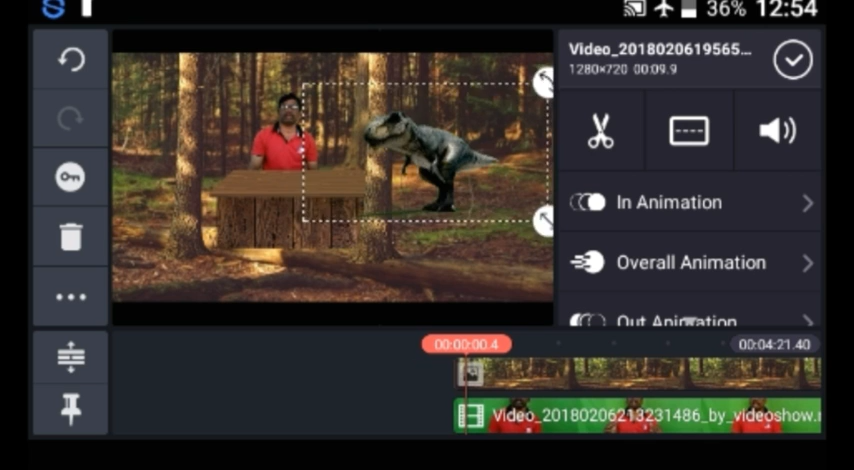 36% 12:54
Video_2018020619565...
1280×720 00:09.9
In Animation
Overall Animation
Out Animation
00:00:00.4
00:04:21.40
Video_20180206213231486_by_videoshow.